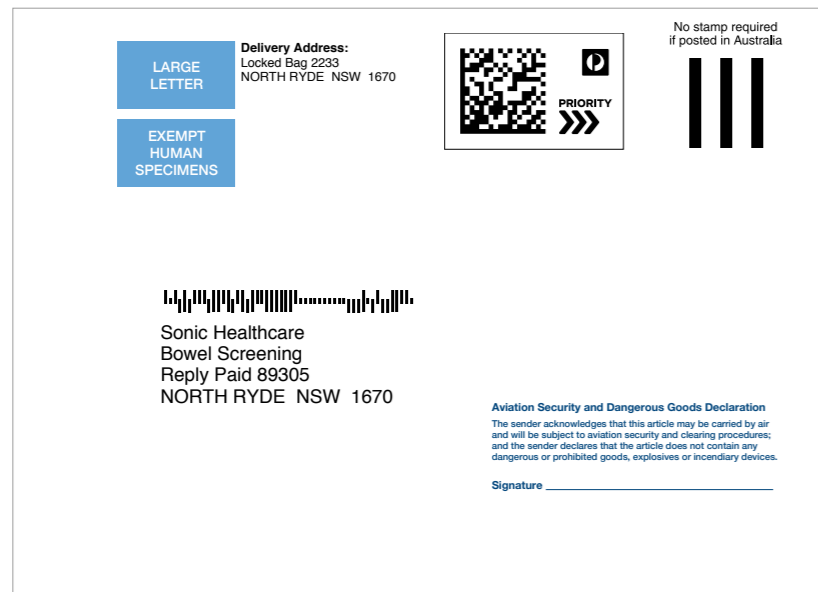 LARGE
LETTER
Delivery Address:
Locked Bag 2233
NORTH RYDE  NSW  1670
PRIORITY
No stamp required
if posted in Australia
EXEMPT
HUMAN
SPECIMENS
Sonic Healthcare
Bowel Screening
Reply Paid 89305
NORTH RYDE  NSW  1670
Aviation Security and Dangerous Goods Declaration
The sender acknowledges that this article may be carried by air
and will be subject to aviation security and clearing procedures;
and the sender declares that the article does not contain any
dangerous or prohibited goods, explosives or incendiary devices.
Signature